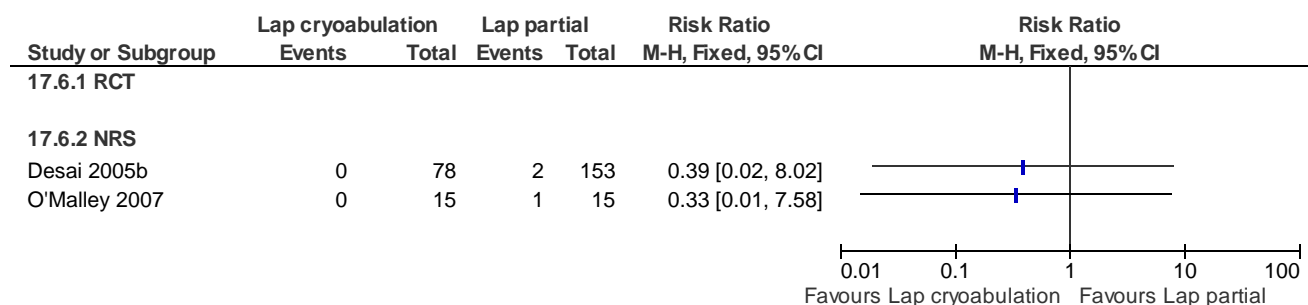 Lap cryoabulation Lap partial Risk Ratio Risk Ratio
Study or Subgroup Events Total Events Total M-H, Fixed, 95% CI M-H, Fixed, 95% CI
17.6.1 RCT
17.6.2 NRS
Desai 2005b 0 78 2 153 0.39 [0.02, 8.02]
O'Malley 2007 0 15 1 15 0.33 [0.01, 7.58]
0.01 0.1 1 10 100
Favours Lap cryoabulation Favours Lap partial